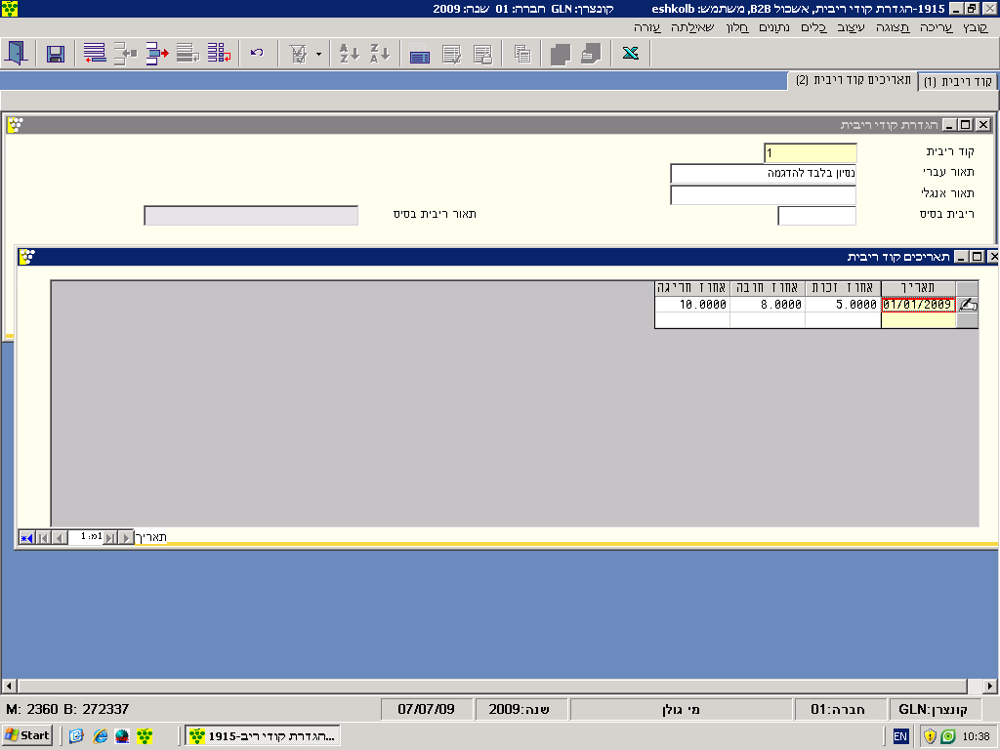 1915-הגדרת קודי ריבית, אשכול B2B, משתמש: eshkolb קונצרן: GLN חברה: 01 שנה: 2009
קובץ עריכה תצוגה עיצוב כלים נתונים חלון שאילתה עזרה
קוד ריבית (1) תאריכים קוד ריבית (2)
הגדרת קודי ריבית
קוד ריבית 1
תאור עברי נסיון בלבד להדגמה
תאור אנגלי
ריבית בסיס תאור ריבית בסיס
תאריכים קוד ריבית
תאריך אחוז זכות אחוז חובה אחוז חריגה
01/01/2009 5.0000 8.0000 10.0000
תאריך 1מ: 1
קונצרן:GLN חברה:01 מי גולן שנה:2009 07/07/09 M: 2360 B: 272337
Start 1915-הגדרת קודי ריב... EN 10:38